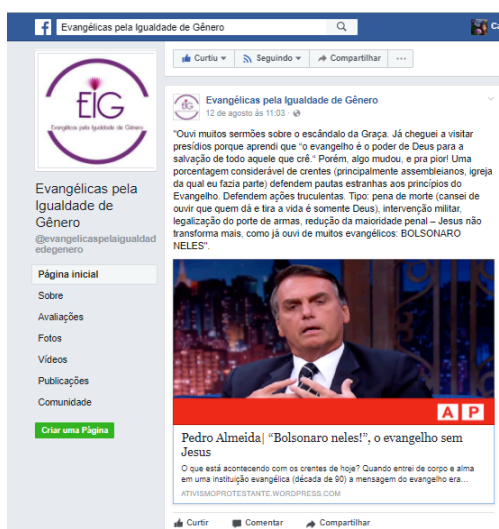 Evangélicas pela Igualdade de Gênero
Curtiu
Seguindo
Compartilhar
EIG
Evangélicas pela Igualdade de Gênero
Evangélicas pela
Igualdade de
Gênero
@evangelicaspelaigualdad
edegenero
Página inicial
Sobre
Avaliações
Fotos
Vídeos
Publicações
Comunidade
Criar uma Página
EIG
Evangélicas pela Igualdade de Gênero
12 de agosto às 11:03 ·
"Ouvi muitos sermões sobre o escândalo da Graça. Já cheguei a visitar
presídios porque aprendi que “o evangelho é o poder de Deus para a
salvação de todo aquele que crê.“ Porém, algo mudou, e pra pior! Uma
porcentagem considerável de crentes (principalmente assembleianos, igreja
da qual eu fazia parte) defendem pautas estranhas aos princípios do
Evangelho. Defendem ações truculentas. Tipo: pena de morte (cansei de
ouvir que quem dá e tira a vida é somente Deus), intervenção militar,
legalização do porte de armas, redução da maioridade penal – Jesus não
transforma mais, como já ouvi de muitos evangélicos: BOLSONARO
NELES".
A P
Pedro Almeida| “Bolsonaro neles!”, o evangelho sem
Jesus
O que está acontecendo com os crentes de hoje? Quando entrei de corpo e alma
em uma instituição evangélica (década de 90) a mensagem do evangelho era…
ATIVISMOPROTESTANTE.WORDPRESS.COM
Curtir
Comentar
Compartilhar